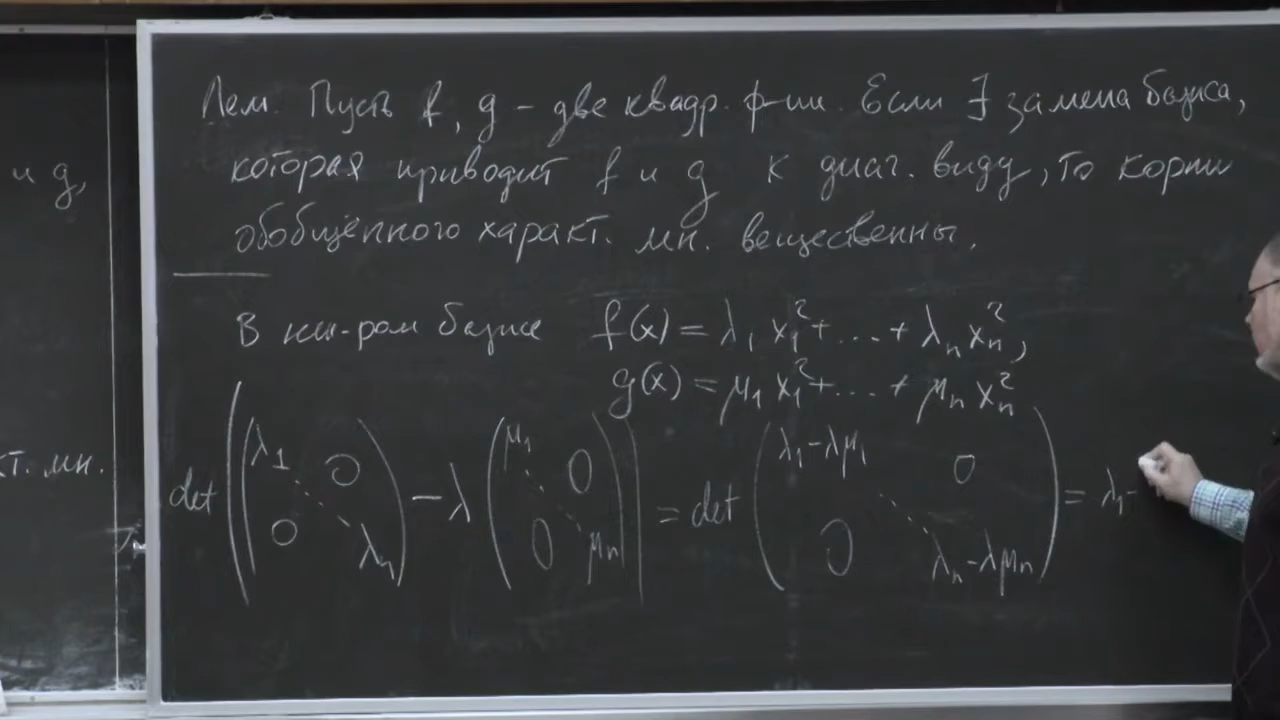 и g,
кт. мн.
Лем. Пусть f, g – две квадр. ф-ии. Если ∃ замена базиса,
которая приводит f и g к диаг. виду, то корни
обобщённого характ. мн. вещественны.
В нек-ром базисе f(x) = λ₁x₁² + ... + λₙxₙ²,
g(x) = μ₁x₁² + ... + μₙxₙ²
det((λ₁ 0 ⋱ 0 λₙ) − λ(μ₁ 0 ⋱ 0 μₙ)) = det(λ₁−λμ₁ 0 ⋱ 0 λₙ−λμₙ) = λ₁−